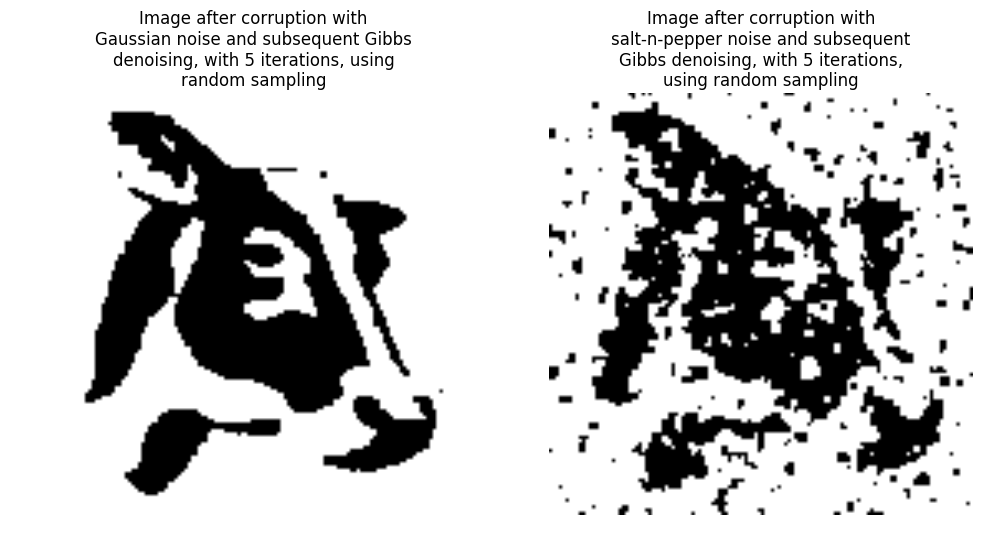 Image after corruption with
Gaussian noise and subsequent Gibbs
denoising, with 5 iterations, using
random sampling
Image after corruption with
salt-n-pepper noise and subsequent
Gibbs denoising, with 5 iterations,
using random sampling